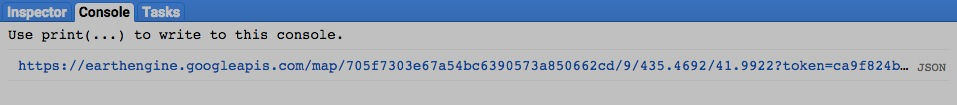 Inspector Console Tasks
Use print(...) to write to this console.
https://earthengine.googleapis.com/map/705f7303e67a54bc6390573a850662cd/9/435.4692/41.9922?token=ca9f824b… JSON